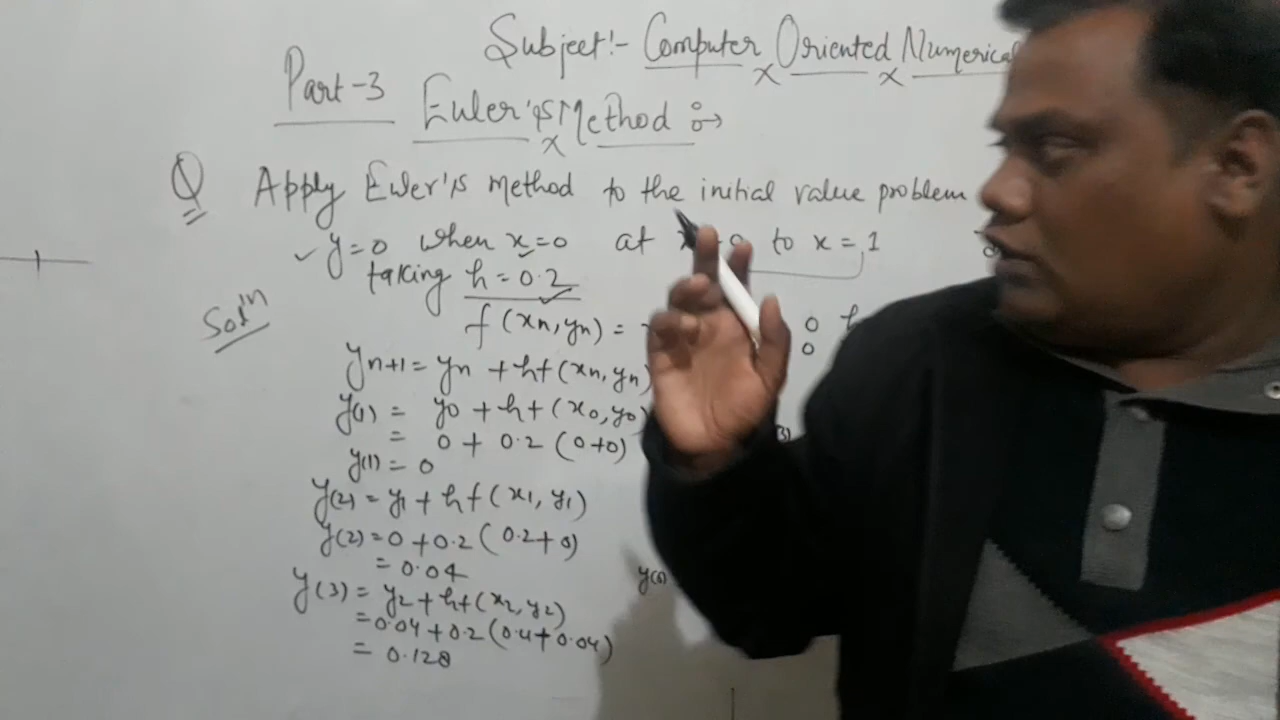 Subject:- Computer Oriented Numerical
Part-3
Euler's Method :→
Q Apply Euler's method to the initial value problem
y=0 when x=0 at to x = 1
taking h = 0.2
Sol'n
f(xn,yn) =
yn+1 = yn + hf(xn, yn)
y(1) = y0 + hf(x0, y0)
= 0 + 0.2 (0+0)
y(1) = 0
y(2) = y1 + hf(x1, y1)
y(2) = 0 + 0.2 (0.2+0)
= 0.04
y(3) = y2 + hf(x2, y2)
= 0.04 + 0.2 (0.4+0.04)
= 0.128